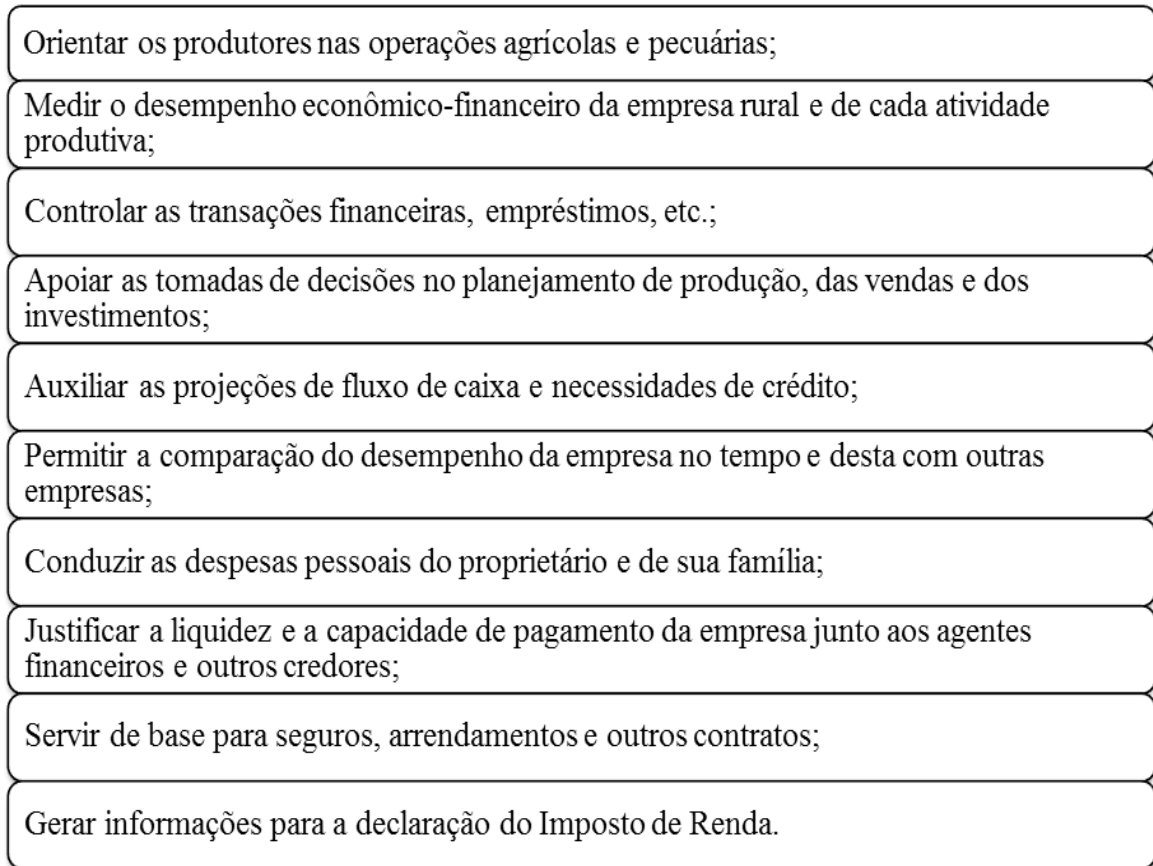 Orientar os produtores nas operações agrícolas e pecuárias;
Medir o desempenho econômico-financeiro da empresa rural e de cada atividade
produtiva;
Controlar as transações financeiras, empréstimos, etc.;
Apoiar as tomadas de decisões no planejamento de produção, das vendas e dos
investimentos;
Auxiliar as projeções de fluxo de caixa e necessidades de crédito;
Permitir a comparação do desempenho da empresa no tempo e desta com outras
empresas;
Conduzir as despesas pessoais do proprietário e de sua família;
Justificar a liquidez e a capacidade de pagamento da empresa junto aos agentes
financeiros e outros credores;
Servir de base para seguros, arrendamentos e outros contratos;
Gerar informações para a declaração do Imposto de Renda.